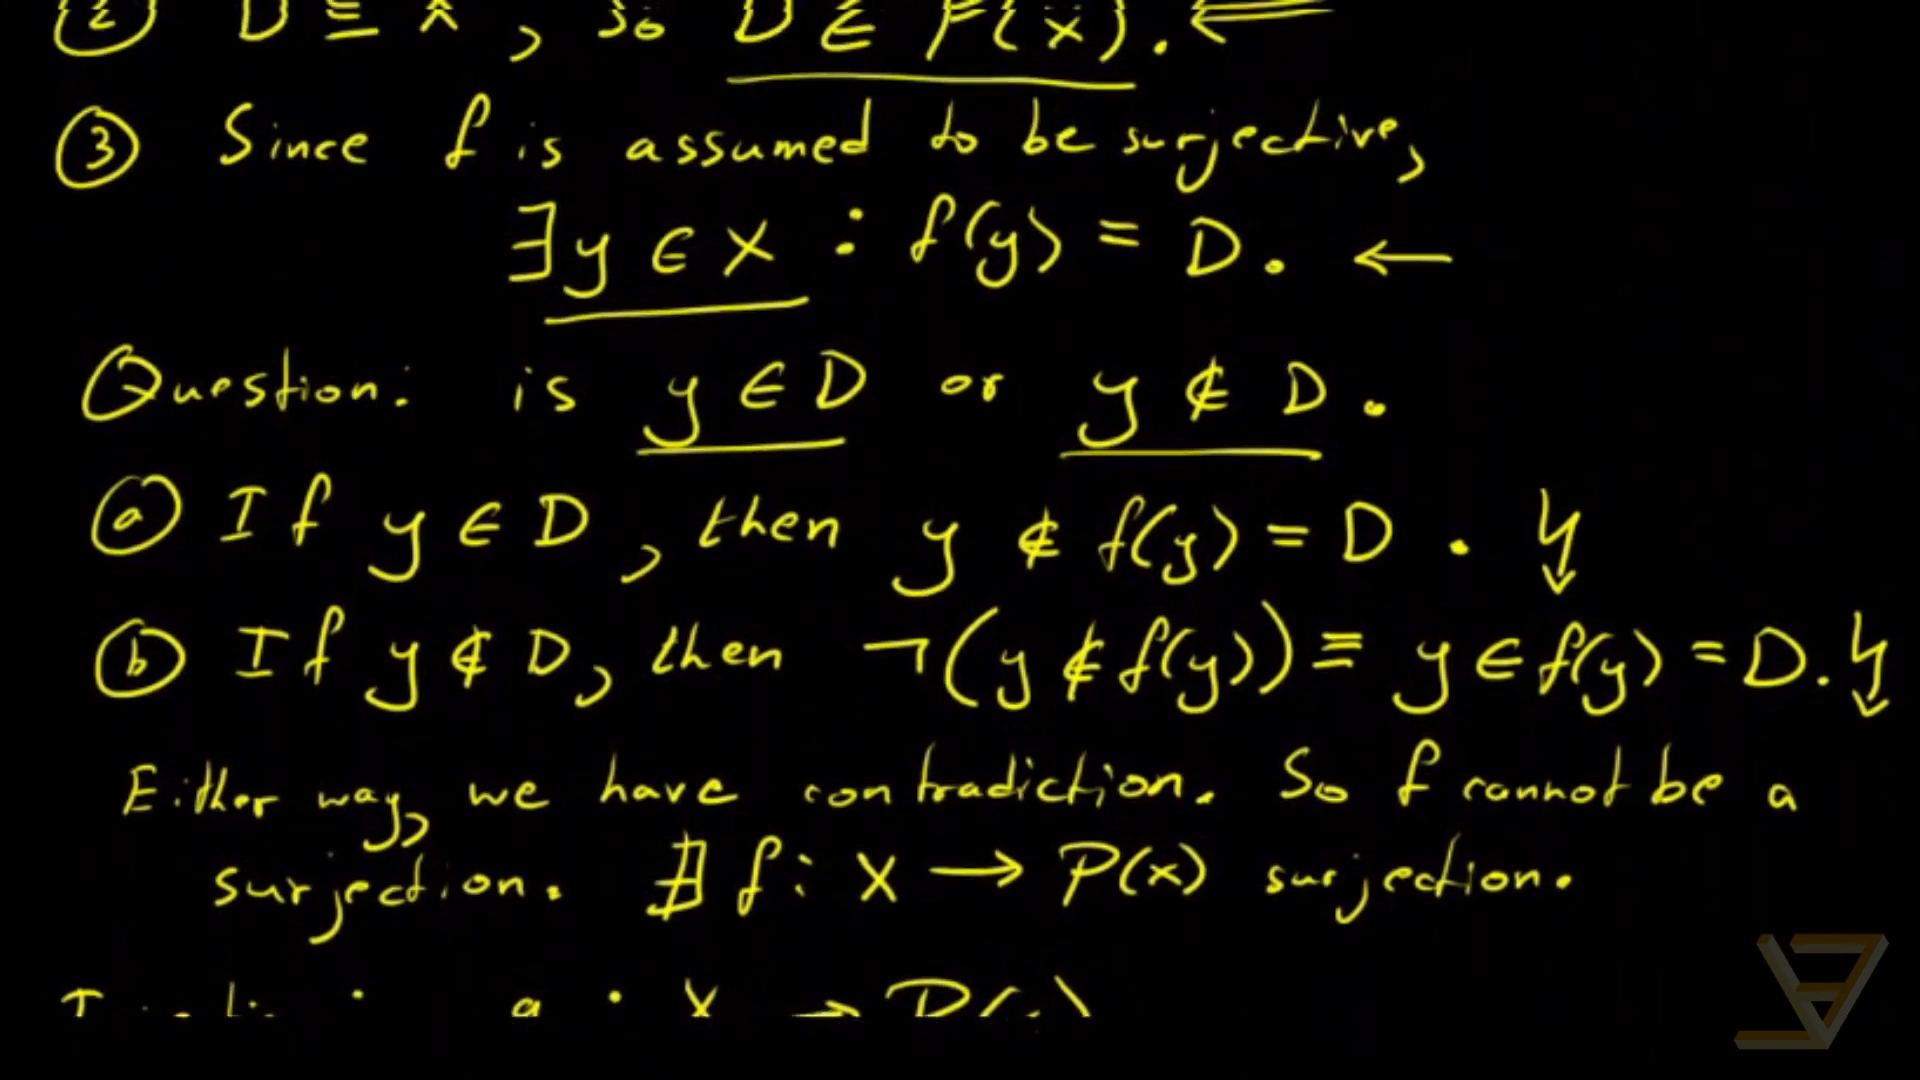 ② D ⊆ X, so D ∈ P(x). ⟸
③ Since f is assumed to be surjective,
∃y ∈ X : f(y) = D. ←
Question: is y ∈ D or y ∉ D.
ⓐ If y ∈ D, then y ∉ f(y) = D. ↯
ⓑ If y ∉ D, then ¬(y ∉ f(y)) ≡ y ∈ f(y) = D. ↯
Either way, we have contradiction. So f cannot be a
surjection. ∄ f: X → P(x) surjection.